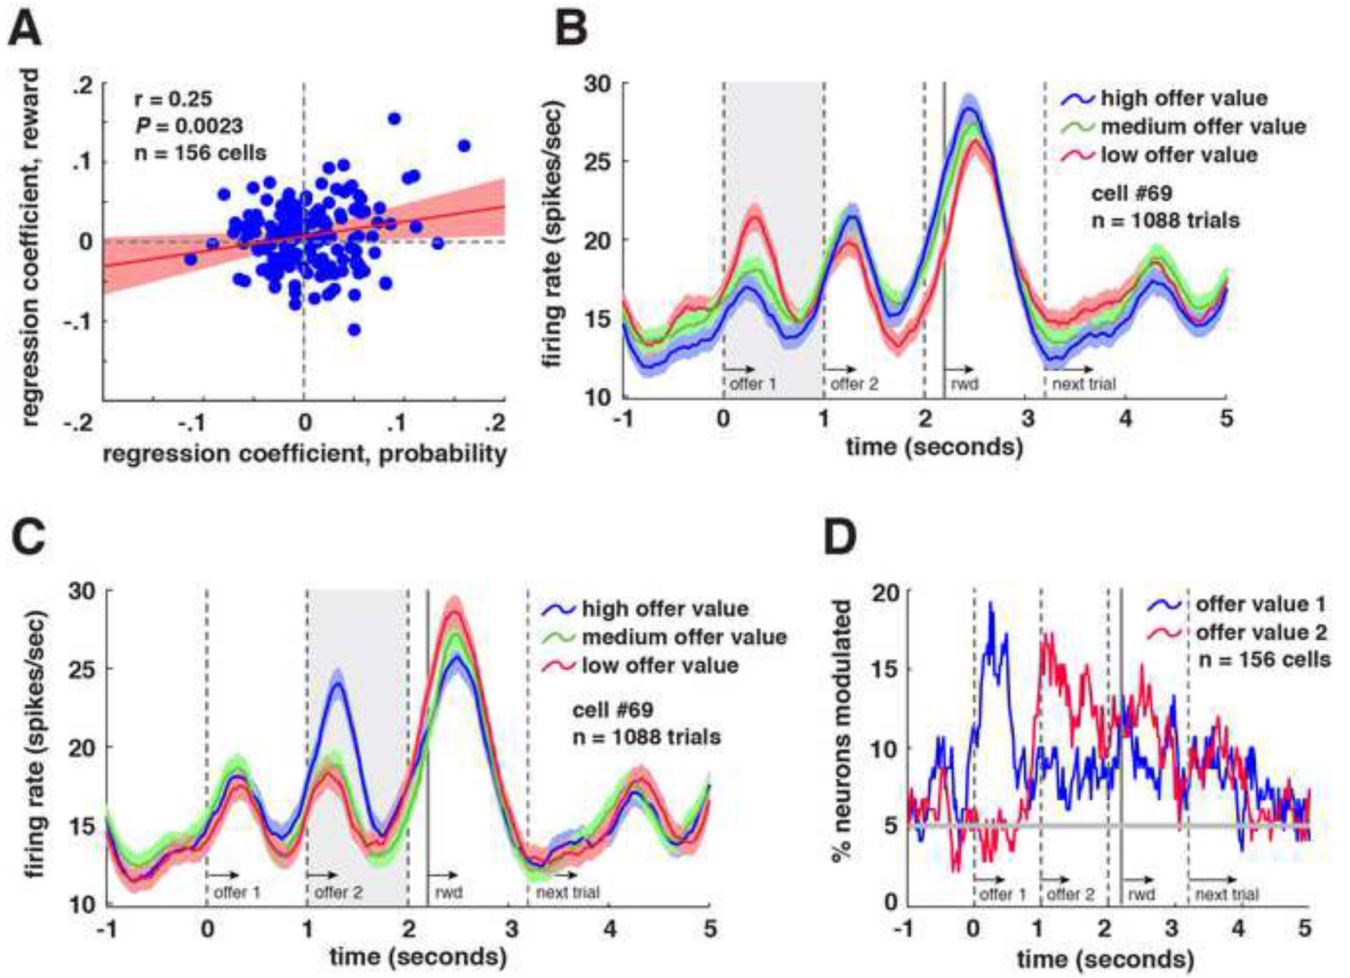 A
regression coefficient, reward
.2
.1
0
-.1
-.2
-.1
0
.1
.2
r = 0.25
P = 0.0023
n = 156 cells
regression coefficient, probability
B
firing rate (spikes/sec)
30
25
20
15
10
high offer value
medium offer value
low offer value
cell #69
n = 1088 trials
offer 1
offer 2
rwd
next trial
-1
0
1
2
3
4
5
time (seconds)
C
firing rate (spikes/sec)
30
25
20
15
10
high offer value
medium offer value
low offer value
cell #69
n = 1088 trials
offer 1
offer 2
rwd
next trial
-1
0
1
2
3
4
5
time (seconds)
D
% neurons modulated
20
15
10
5
0
offer value 1
offer value 2
n = 156 cells
offer 1
offer 2
rwd
next trial
-1
0
1
2
3
4
5
time (seconds)